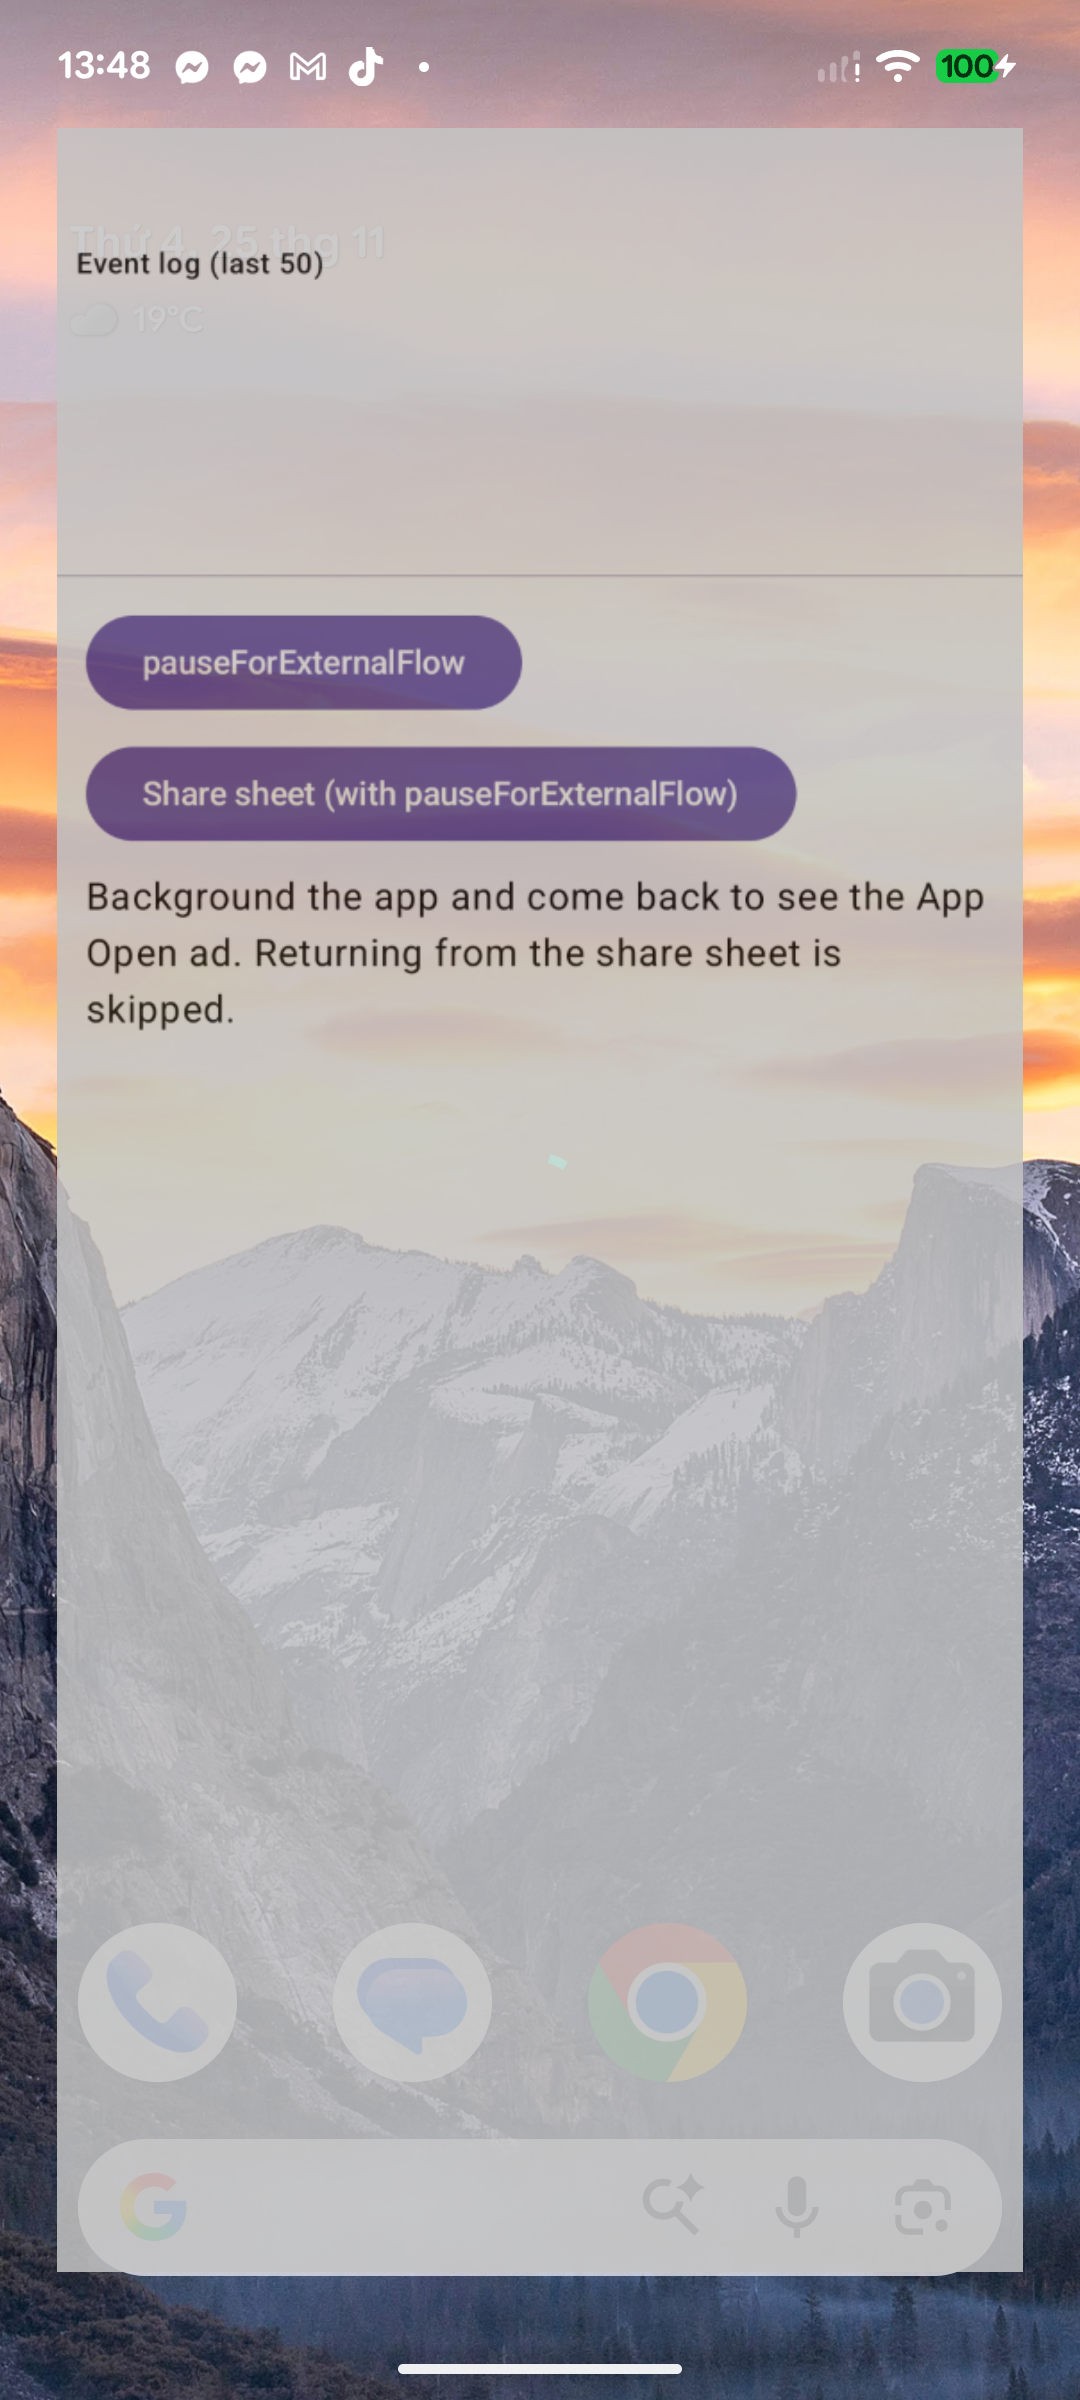 13:48
100
Thứ 4, 25 thg 11
Event log (last 50)
19°C
pauseForExternalFlow
Share sheet (with pauseForExternalFlow)
Background the app and come back to see the App
Open ad. Returning from the share sheet is
skipped.